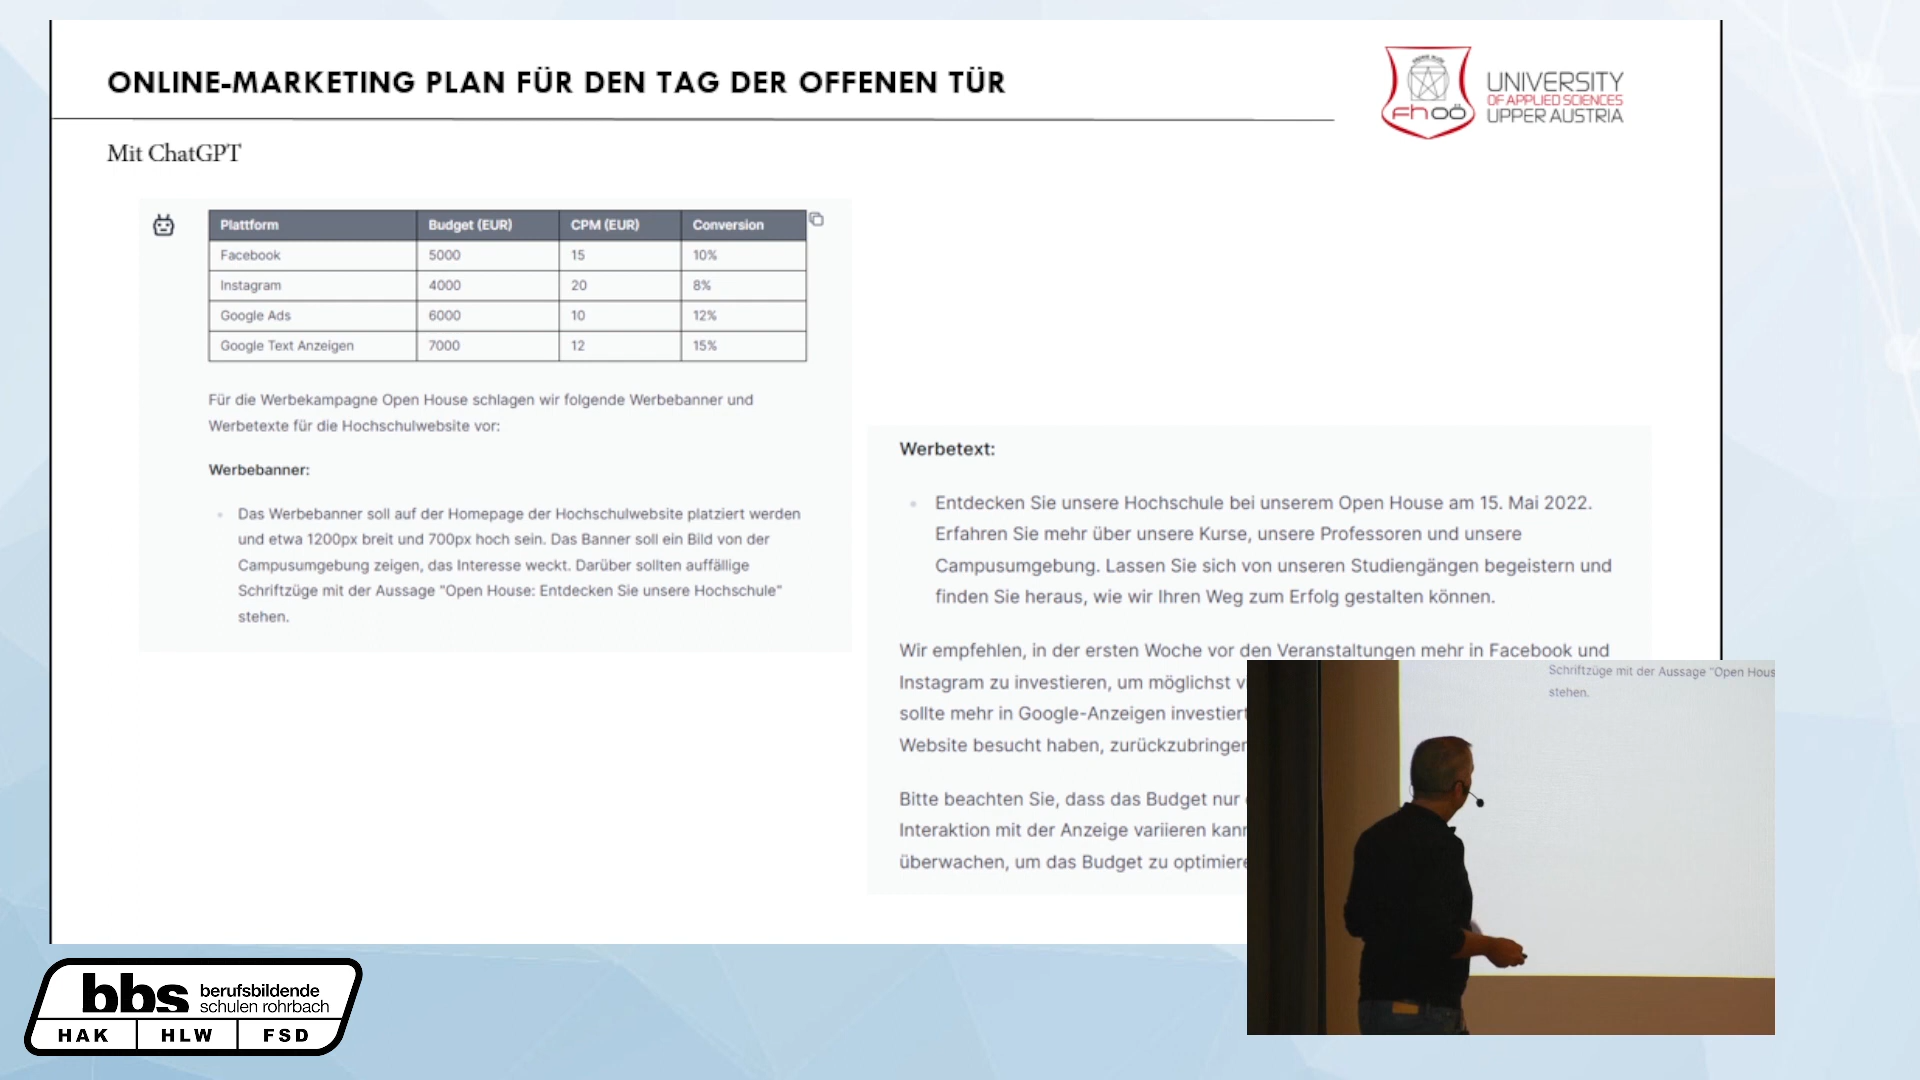 ONLINE-MARKETING PLAN FÜR DEN TAG DER OFFENEN TÜR
UNIVERSITY
OF APPLIED SCIENCES
UPPER AUSTRIA
fh oö
Mit ChatGPT
Plattform Budget (EUR) CPM (EUR) Conversion
Facebook 5000 15 10%
Instagram 4000 20 8%
Google Ads 6000 10 12%
Google Text Anzeigen 7000 12 15%
Für die Werbekampagne Open House schlagen wir folgende Werbebanner und
Werbetexte für die Hochschulwebsite vor:
Werbebanner:
Das Werbebanner soll auf der Homepage der Hochschulwebsite platziert werden
und etwa 1200px breit und 700px hoch sein. Das Banner soll ein Bild von der
Campusumgebung zeigen, das Interesse weckt. Darüber sollten auffällige
Schriftzüge mit der Aussage "Open House: Entdecken Sie unsere Hochschule"
stehen.
Werbetext:
Entdecken Sie unsere Hochschule bei unserem Open House am 15. Mai 2022.
Erfahren Sie mehr über unsere Kurse, unsere Professoren und unsere
Campusumgebung. Lassen Sie sich von unseren Studiengängen begeistern und
finden Sie heraus, wie wir Ihren Weg zum Erfolg gestalten können.
Wir empfehlen, in der ersten Woche vor den Veranstaltungen mehr in Facebook und
Instagram zu investieren, um möglichst
sollte mehr in Google-Anzeigen investiert
Website besucht haben,
Bitte beachten Sie, dass das Budget nur
Interaktion mit der Anzeige variieren
überwachen, um das Budget zu
Schriftzüge mit der Aussage "Open Hous
stehen.
bbs berufsbildende
schulen rohrbach
HAK HLW FSD